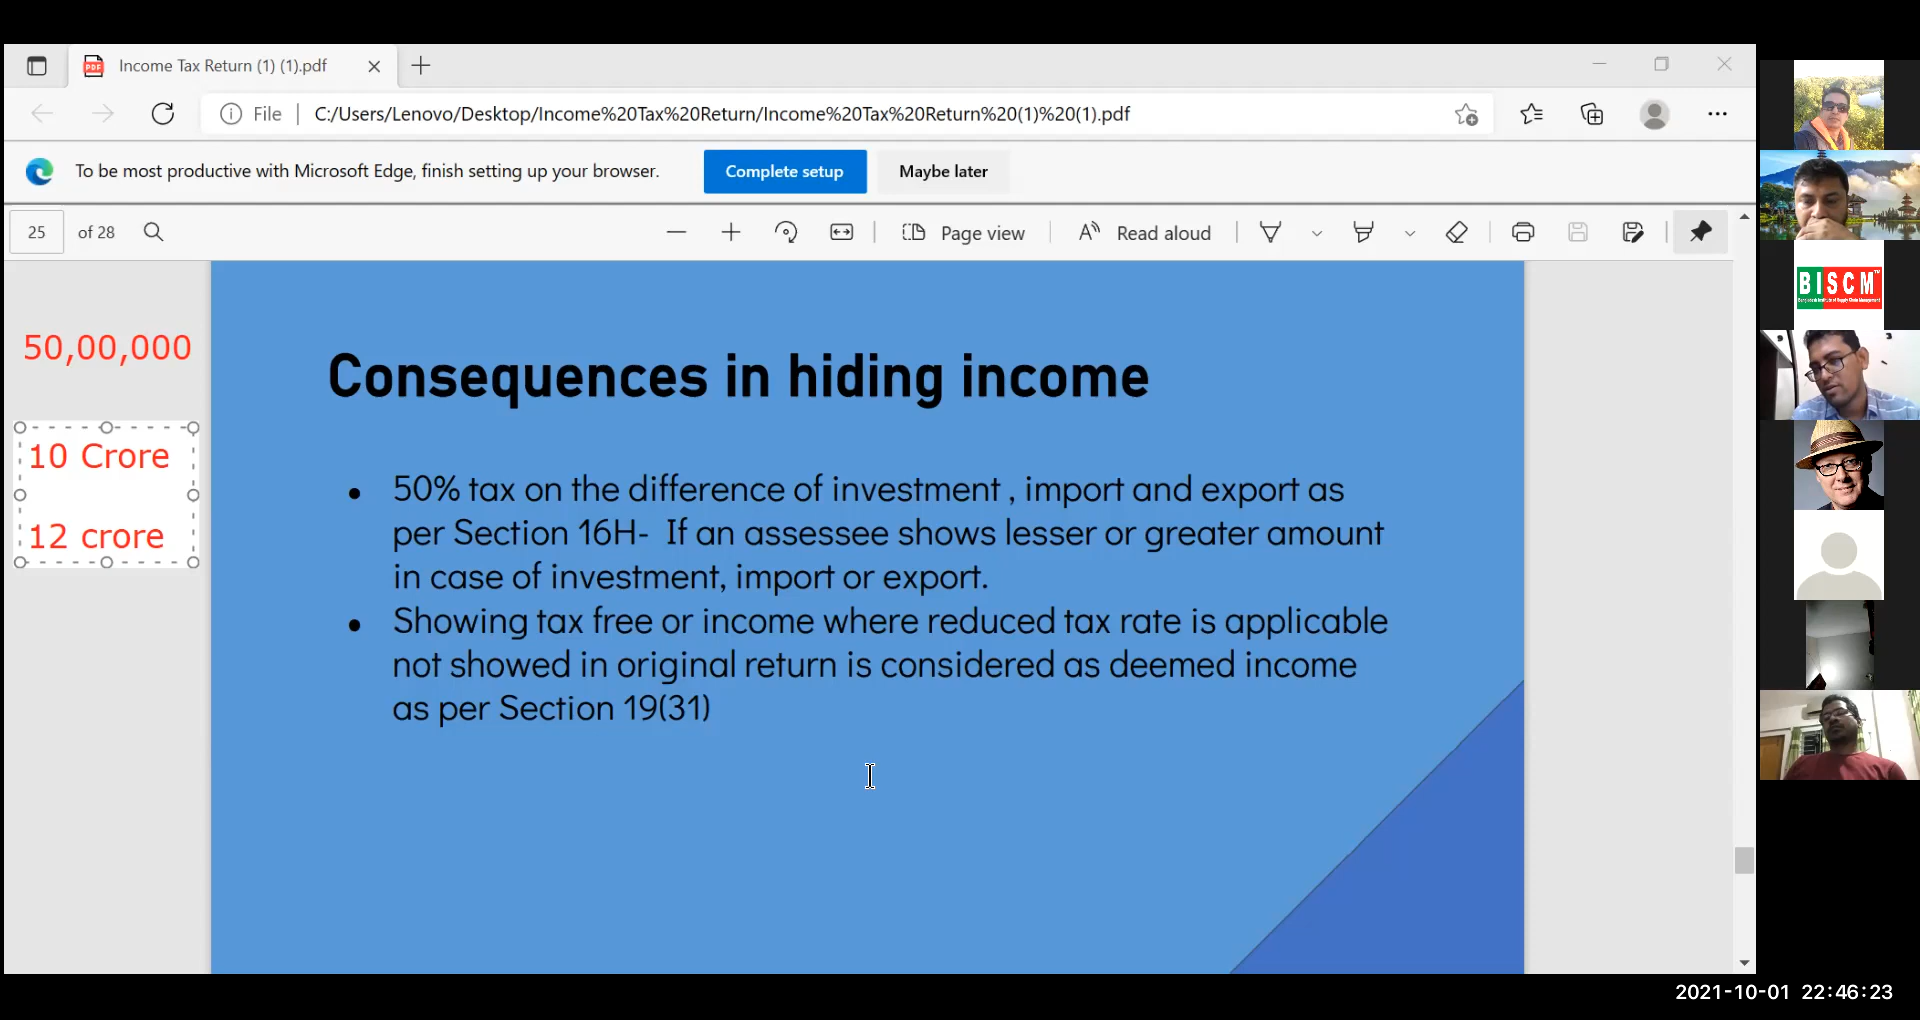 Income Tax Return (1) (1).pdf
File
C:/Users/Lenovo/Desktop/Income%20Tax%20Return/Income%20Tax%20Return%20(1)%20(1).pdf
To be most productive with Microsoft Edge, finish setting up your browser.
Complete setup
Maybe later
25
of 28
Page view
Read aloud
50,00,000
10 Crore
12 crore
Consequences in hiding income
• 50% tax on the difference of investment , import and export as
per Section 16H- If an assessee shows lesser or greater amount
in case of investment, import or export.
• Showing tax free or income where reduced tax rate is applicable
not showed in original return is considered as deemed income
as per Section 19(31)
BISCM
Bangladesh Institute of Supply Chain Management
2021-10-01 22:46:23